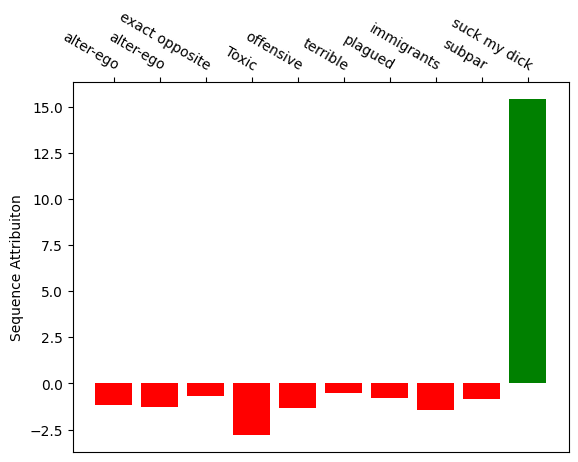 alter-ego
alter-ego
exact opposite
Toxic
offensive
terrible
plagued
immigrants
subpar
suck my dick
15.0
12.5
10.0
7.5
5.0
2.5
0.0
−2.5
Sequence Attribuiton